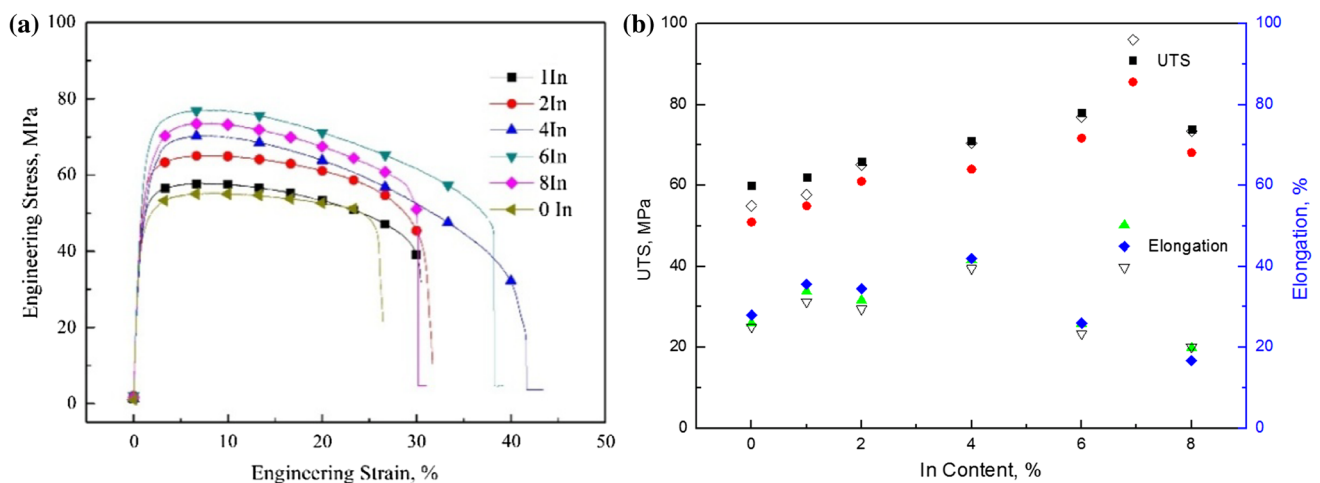 (a)
100
80
60
40
20
0
Engineering Stress, MPa
0 10 20 30 40 50
Engineering Strain, %
1In
2In
4In
6In
8In
0 In
(b)
100
80
60
40
20
0
UTS, MPa
0 2 4 6 8
In Content, %
UTS
Elongation
100
80
60
40
20
0
Elongation, %